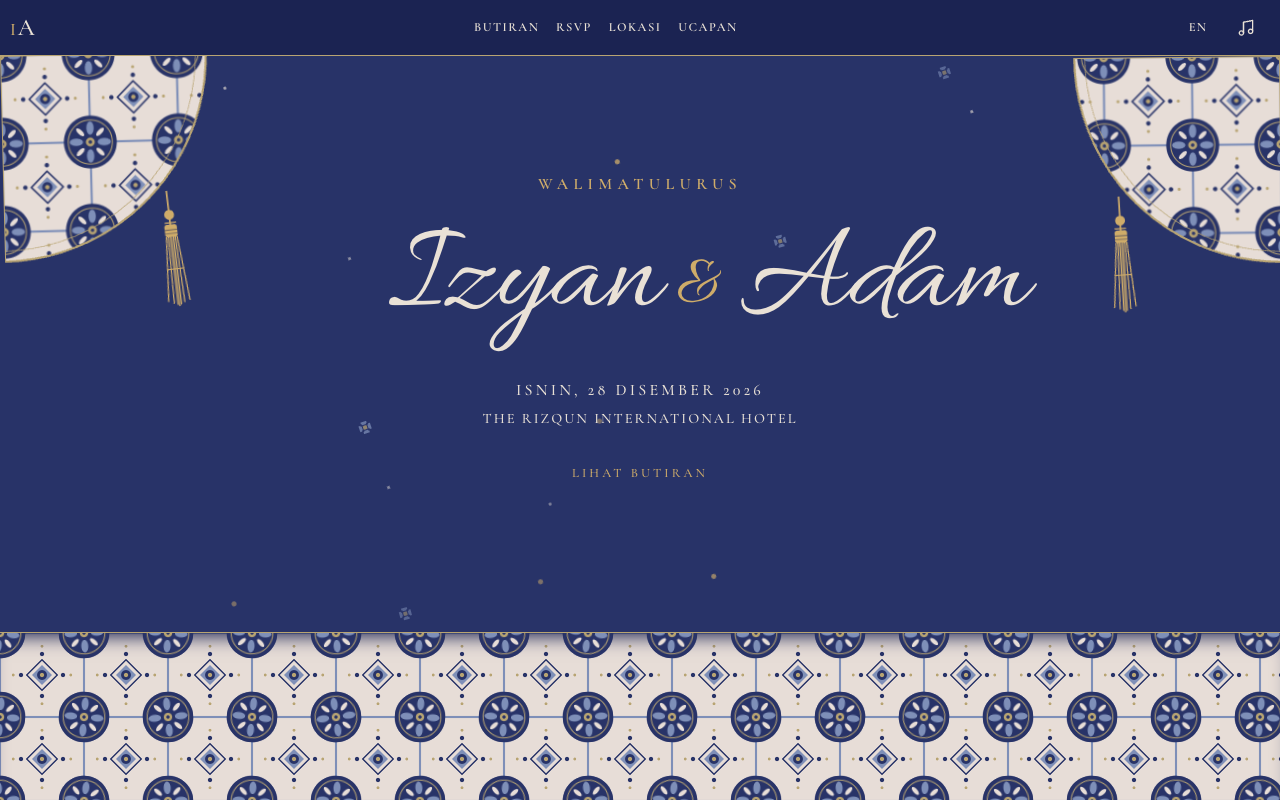 IA
BUTIRAN RSVP LOKASI UCAPAN
EN
WALIMATULURUS
Izyan & Adam
ISNIN, 28 DISEMBER 2026
THE RIZQUN INTERNATIONAL HOTEL
LIHAT BUTIRAN